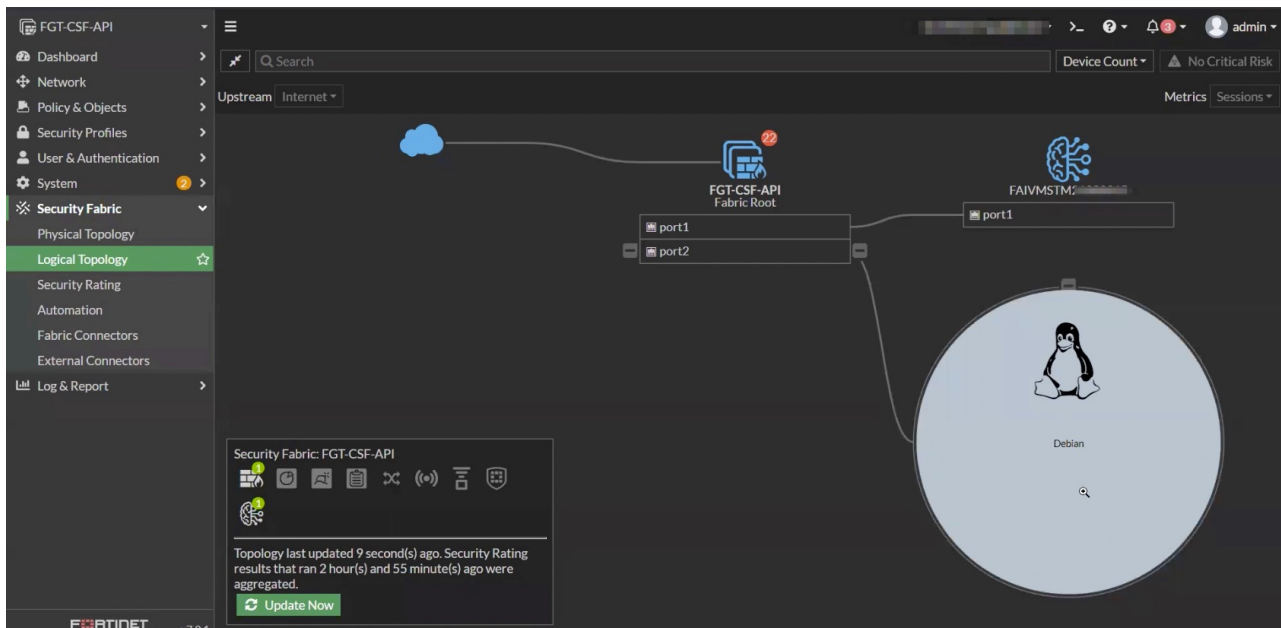 FGT-CSF-API
admin
3
Dashboard
Network
Policy & Objects
Security Profiles
User & Authentication
System
2
Security Fabric
Physical Topology
Logical Topology
Security Rating
Automation
Fabric Connectors
External Connectors
Log & Report
FORTINET
Search
Device Count
No Critical Risk
Upstream Internet
Metrics Sessions
22
FGT-CSF-API
Fabric Root
port1
port2
port1
Debian
Security Fabric: FGT-CSF-API
1
1
Topology last updated 9 second(s) ago. Security Rating
results that ran 2 hour(s) and 55 minute(s) ago were
aggregated.
Update Now